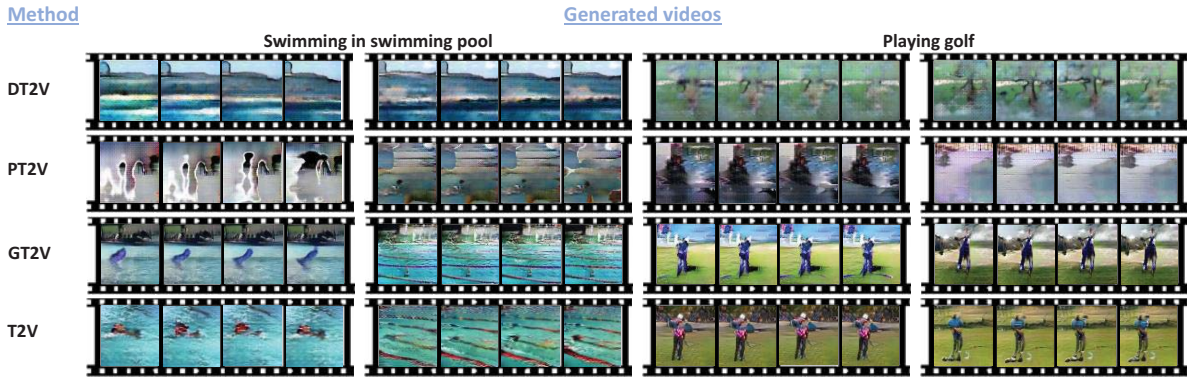 Method Generated videos
Swimming in swimming pool Playing golf
DT2V
PT2V
GT2V
T2V